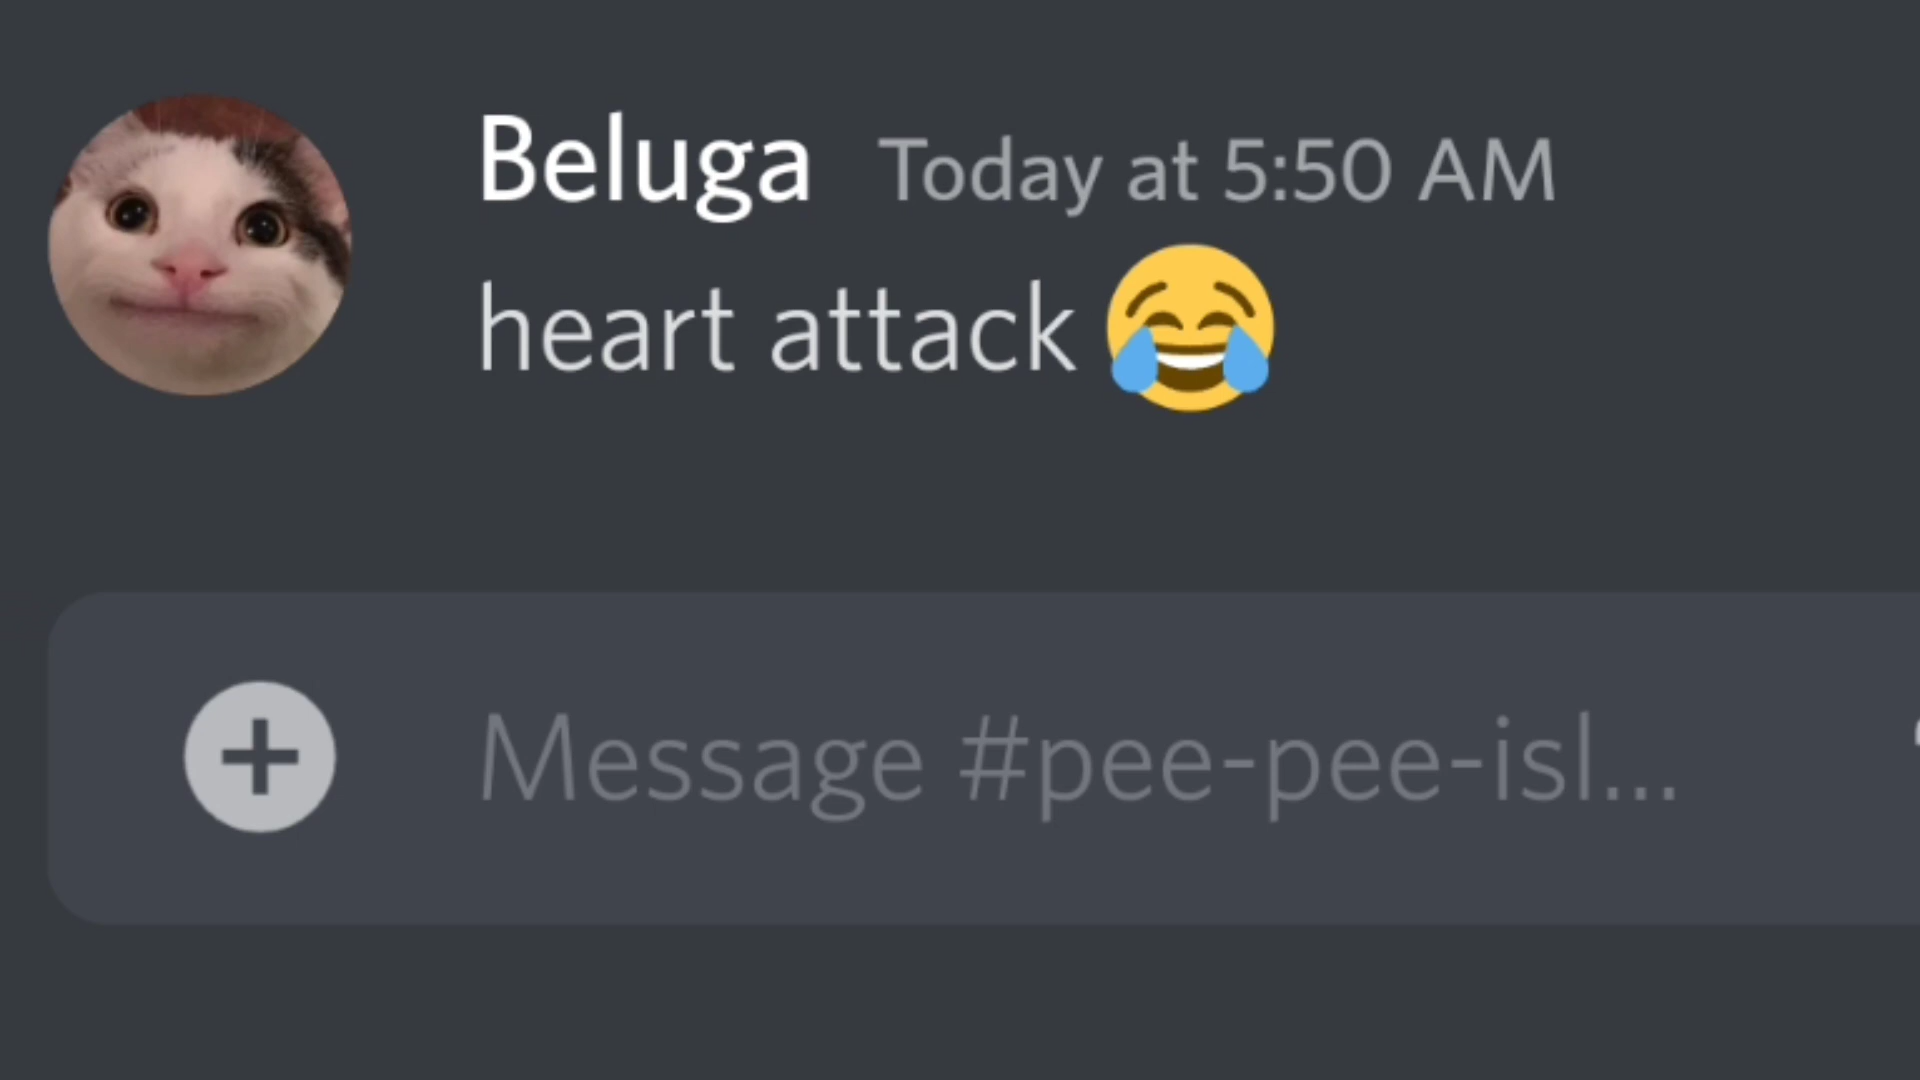 Beluga Today at 5:50 AM
heart attack 😂
Message #pee-pee-isl...